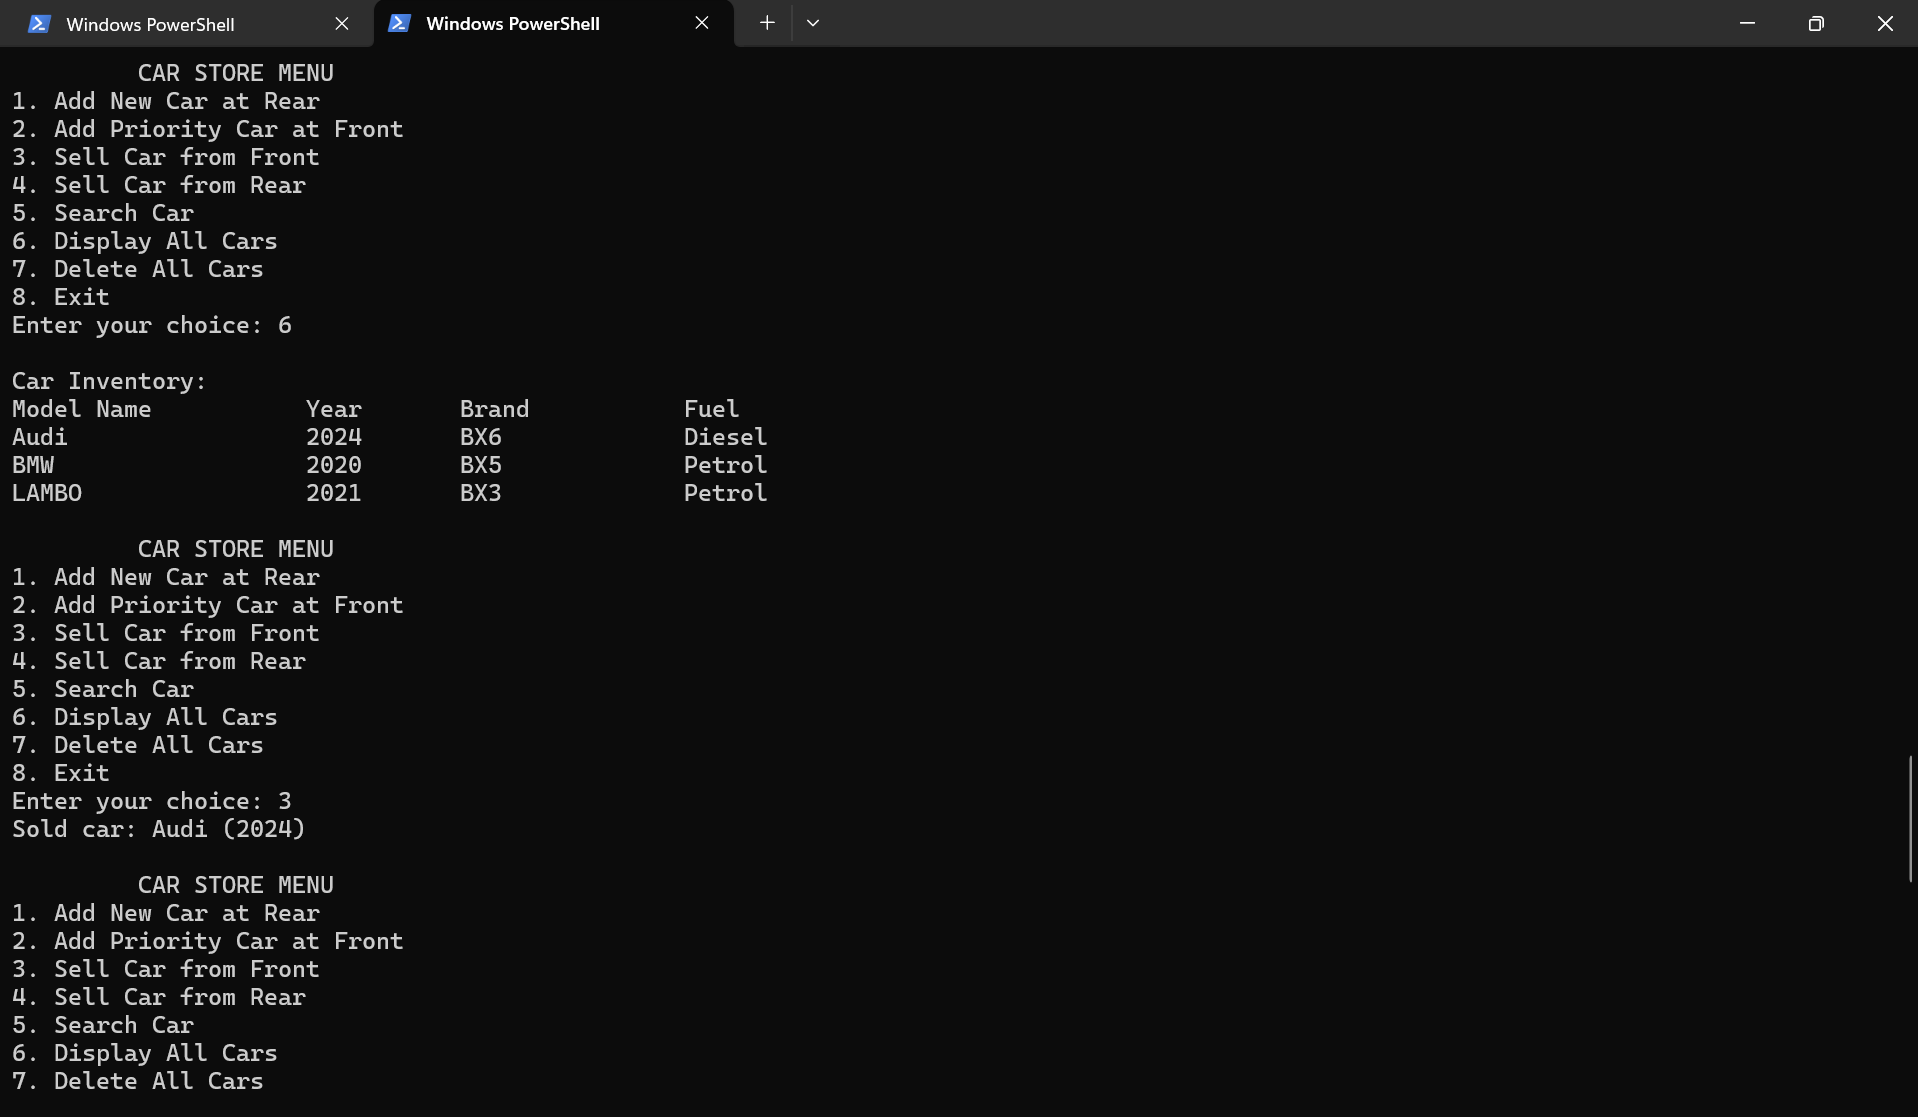 Windows PowerShell
Windows PowerShell
CAR STORE MENU
1. Add New Car at Rear
2. Add Priority Car at Front
3. Sell Car from Front
4. Sell Car from Rear
5. Search Car
6. Display All Cars
7. Delete All Cars
8. Exit
Enter your choice: 6
Car Inventory:
Model Name Year Brand Fuel
Audi 2024 BX6 Diesel
BMW 2020 BX5 Petrol
LAMBO 2021 BX3 Petrol
CAR STORE MENU
1. Add New Car at Rear
2. Add Priority Car at Front
3. Sell Car from Front
4. Sell Car from Rear
5. Search Car
6. Display All Cars
7. Delete All Cars
8. Exit
Enter your choice: 3
Sold car: Audi (2024)
CAR STORE MENU
1. Add New Car at Rear
2. Add Priority Car at Front
3. Sell Car from Front
4. Sell Car from Rear
5. Search Car
6. Display All Cars
7. Delete All Cars